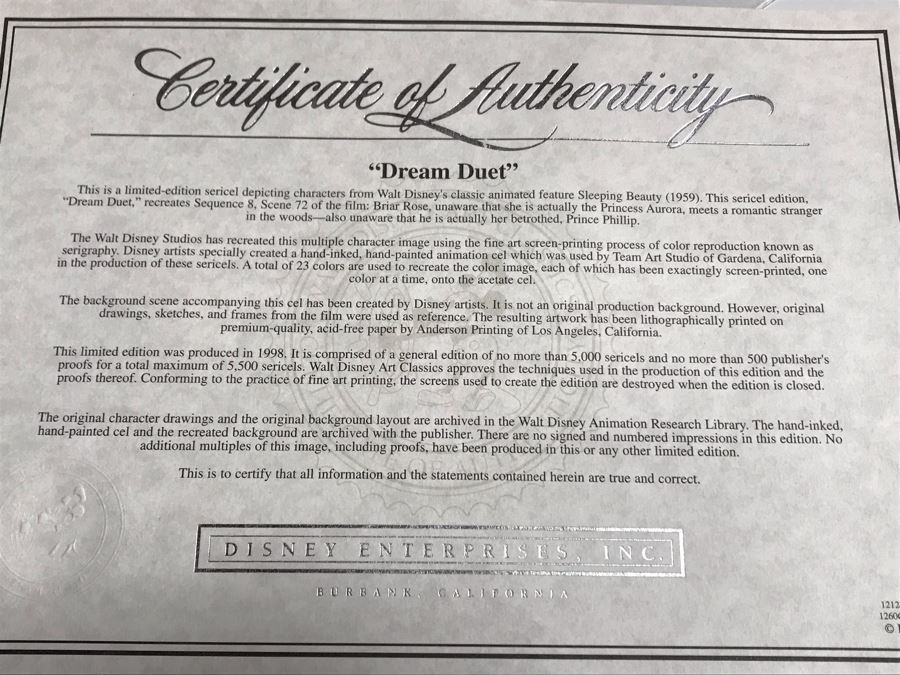 Certificate of Authenticity
“Dream Duet”
This is a limited-edition sericel depicting characters from Walt Disney's classic animated feature Sleeping Beauty (1959). This sericel edition,
“Dream Duet,” recreates Sequence 8, Scene 72 of the film: Briar Rose, unaware that she is actually the Princess Aurora, meets a romantic stranger
in the woods—also unaware that he is actually her betrothed, Prince Phillip.
The Walt Disney Studios has recreated this multiple character image using the fine art screen-printing process of color reproduction known as
serigraphy. Disney artists specially created a hand-inked, hand-painted animation cel which was used by Team Art Studio of Gardena, California
in the production of these sericels. A total of 23 colors are used to recreate the color image, each of which has been exactingly screen-printed, one
color at a time, onto the acetate cel.
The background scene accompanying this cel has been created by Disney artists. It is not an original production background. However, original
drawings, sketches, and frames from the film were used as reference. The resulting artwork has been lithographically printed on
premium-quality, acid-free paper by Anderson Printing of Los Angeles, California.
This limited edition was produced in 1998. It is comprised of a general edition of no more than 5,000 sericels and no more than 500 publisher's
proofs for a total maximum of 5,500 sericels. Walt Disney Art Classics approves the techniques used in the production of this edition and the
proofs thereof. Conforming to the practice of fine art printing, the screens used to create the edition are destroyed when the edition is closed.
The original character drawings and the original background layout are archived in the Walt Disney Animation Research Library. The hand-inked,
hand-painted cel and the recreated background are archived with the publisher. There are no signed and numbered impressions in this edition. No
additional multiples of this image, including proofs, have been produced in this or any other limited edition.
This is to certify that all information and the statements contained herein are true and correct.
DISNEY ENTERPRISES, INC.
BURBANK, CALIFORNIA
1212
1260
©